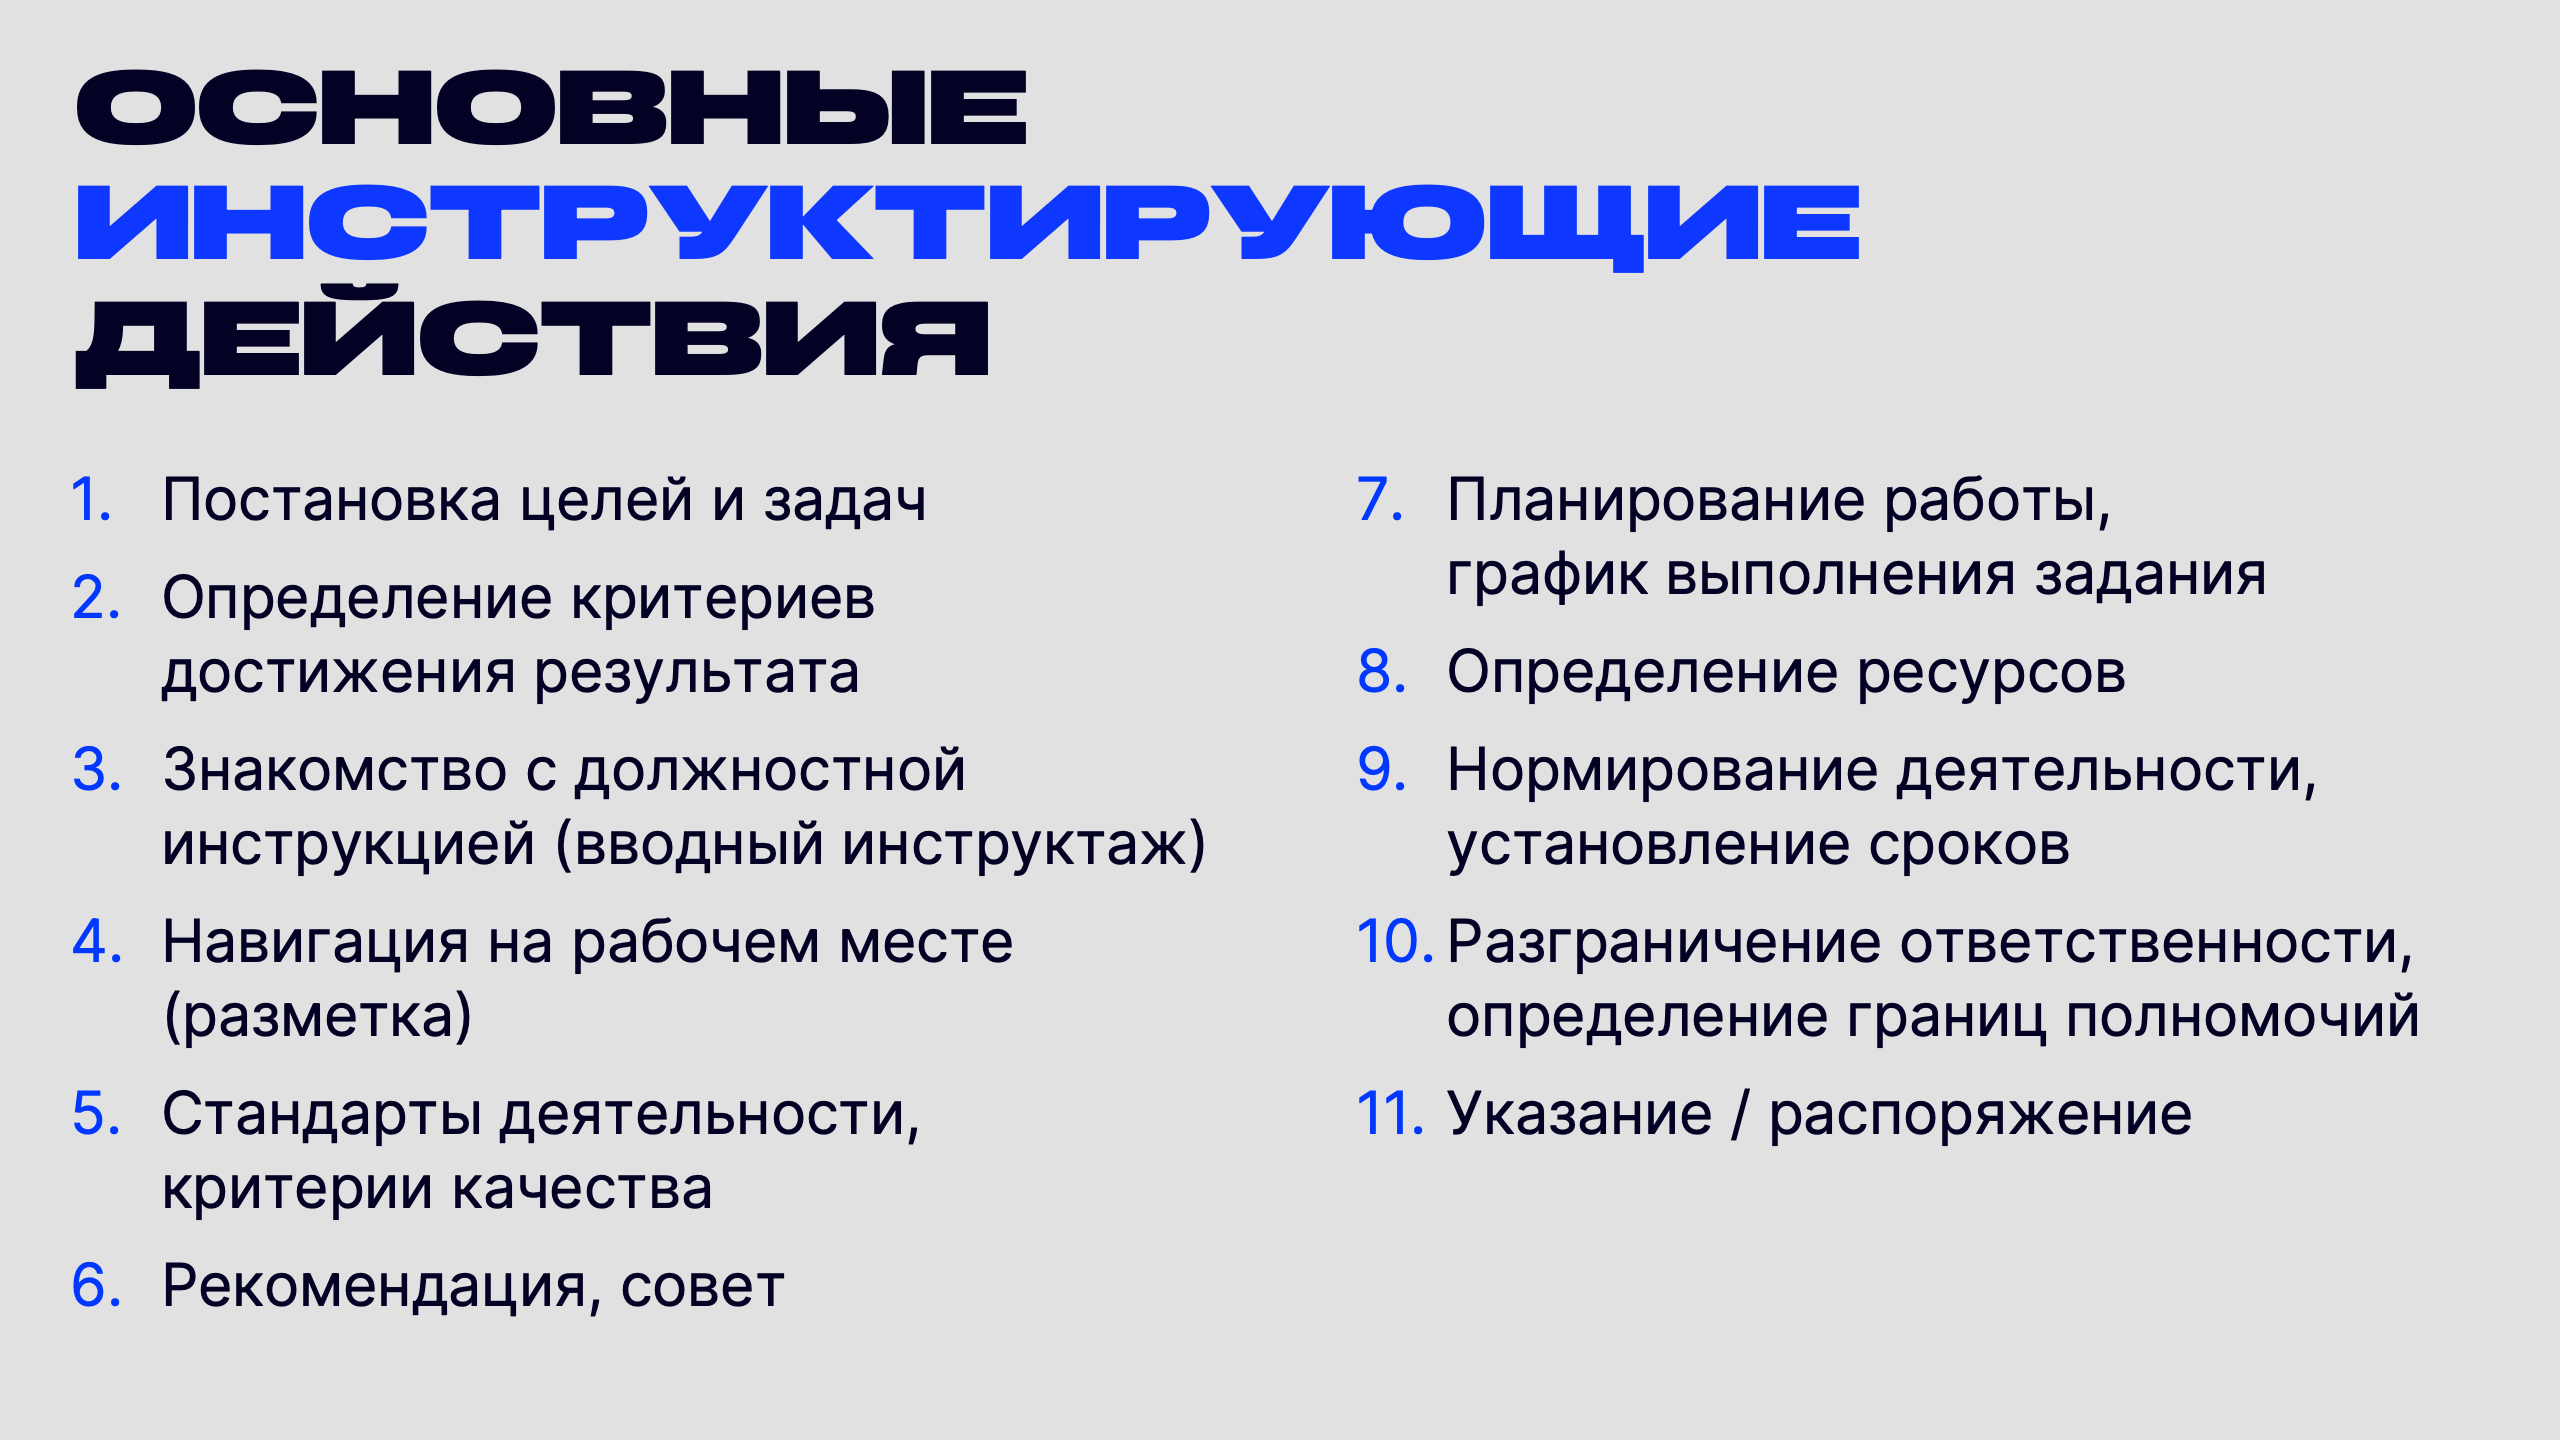 ОСНОВНЫЕ
ИНСТРУКТИРУЮЩИЕ
ДЕЙСТВИЯ
1. Постановка целей и задач
2. Определение критериев
достижения результата
3. Знакомство с должностной
инструкцией (вводный инструктаж)
4. Навигация на рабочем месте
(разметка)
5. Стандарты деятельности,
критерии качества
6. Рекомендация, совет
7. Планирование работы,
график выполнения задания
8. Определение ресурсов
9. Нормирование деятельности,
установление сроков
10. Разграничение ответственности,
определение границ полномочий
11. Указание / распоряжение